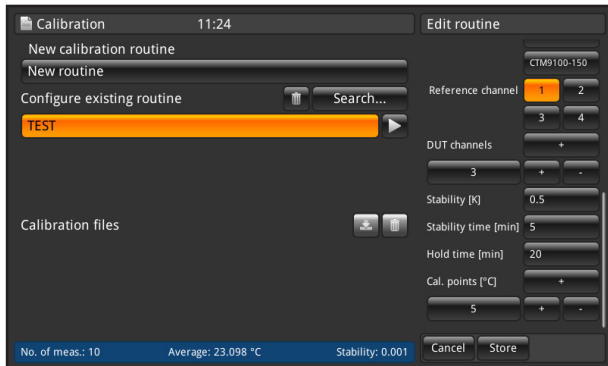 Calibration 11:24
New calibration routine
New routine
Configure existing routine Search...
TEST
Calibration files
No. of meas.: 10 Average: 23.098 °C Stability: 0.001
Edit routine
CTM9100-150
Reference channel 1 2
3 4
DUT channels +
3 + -
Stability [K] 0.5
Stability time [min] 5
Hold time [min] 20
Cal. points [°C] +
5 + -
Cancel Store